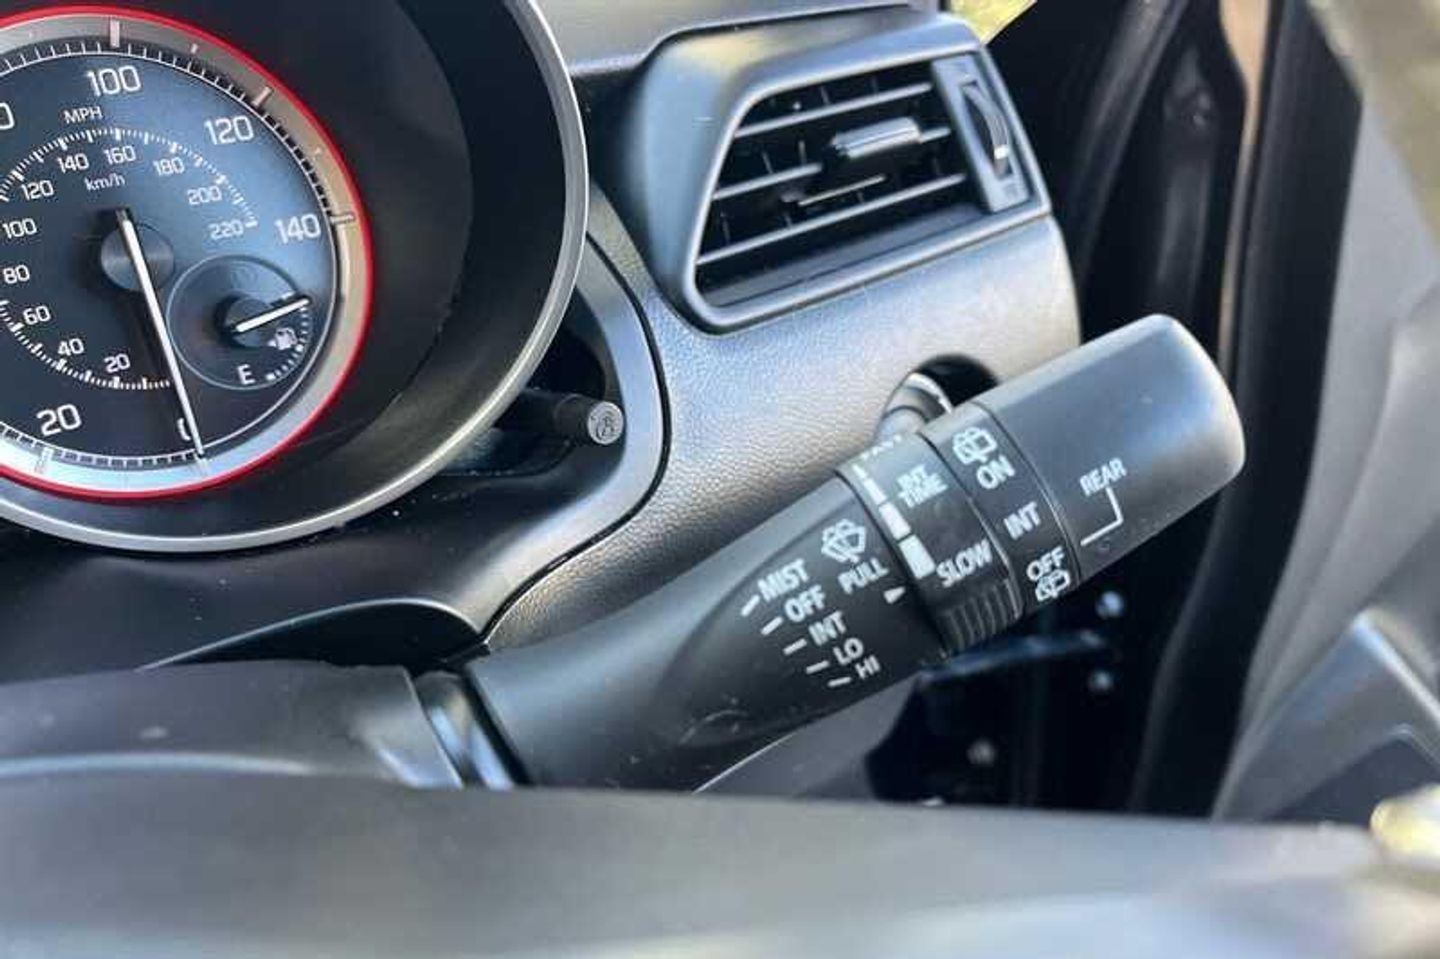 100
120
140
MPH
120
140
160
180
200
220
km/h
100
80
60
40
20
20
E
MIST
OFF
INT
LO
HI
PULL
INT
TIME
SLOW
ON
INT
OFF
REAR